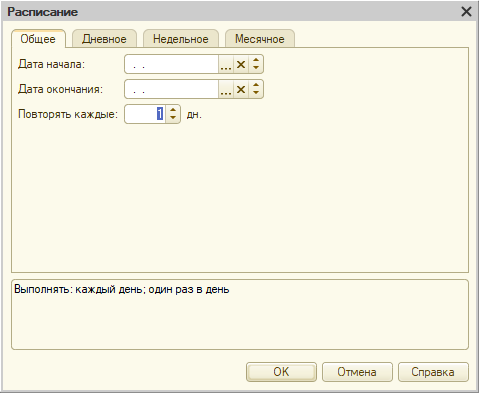 Расписание
Общее Дневное Недельное Месячное
Дата начала: . . ...
Дата окончания: . . ...
Повторять каждые: 1 дн.
Выполнять: каждый день; один раз в день
OK Отмена Справка